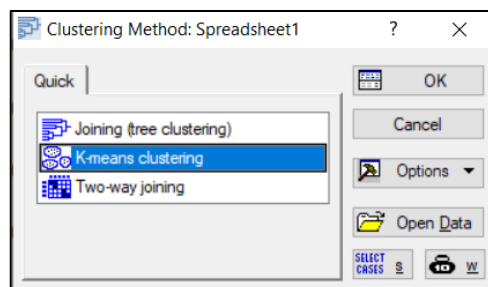 Clustering Method: Spreadsheet1 ? ×
Quick
Joining (tree clustering)
K-means clustering
Two-way joining
OK
Cancel
Options
Open Data
SELECT CASES S
W